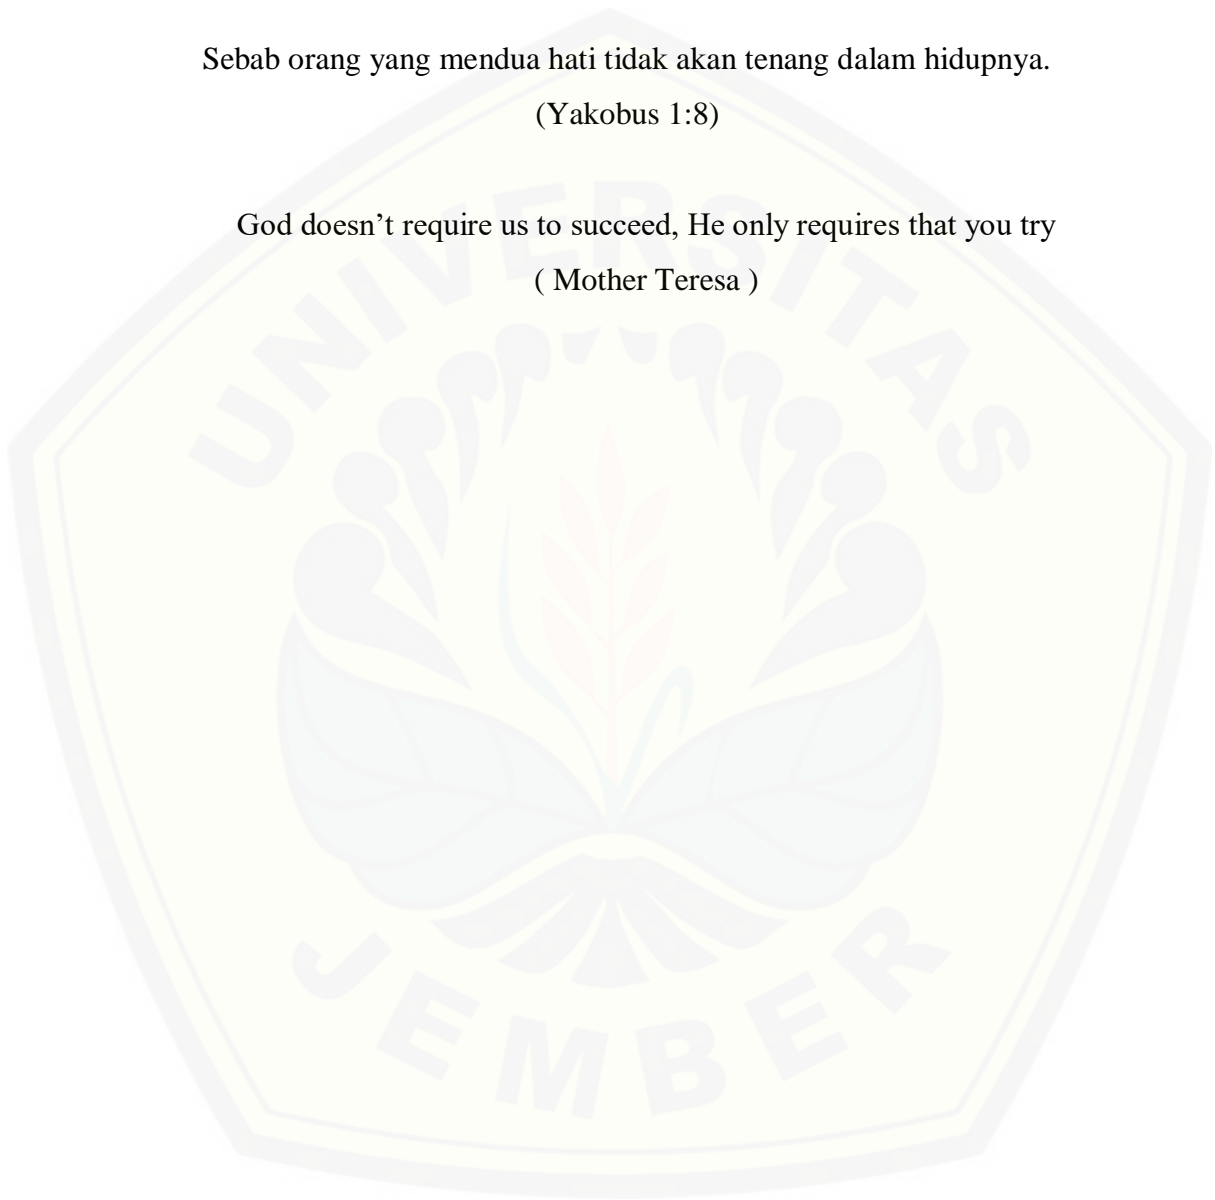 Sebab orang yang mendua hati tidak akan tenang dalam hidupnya.
(Yakobus 1:8)
God doesn’t require us to succeed, He only requires that you try
( Mother Teresa )
UNIVERSITAS
JEMBER